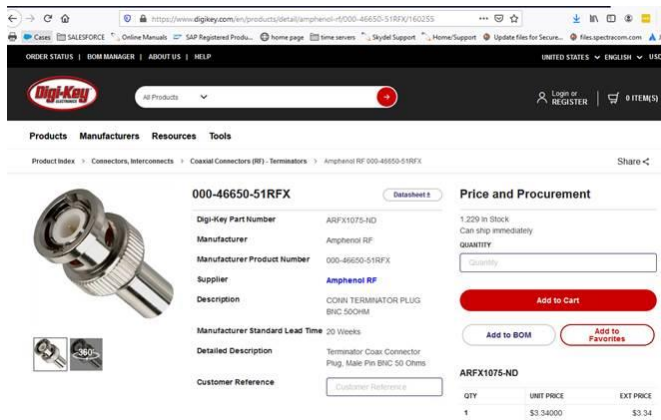 https://www.digikey.com/en/products/detail/amphenol-rf/000-46650-51RFX/160255
Cases SALESFORCE Online Manuals SAP Registered Produ... home page time servers Skydel Support Home/Support Update files for Secure... files.spectracom.com
ORDER STATUS | BOM MANAGER | ABOUT US | HELP UNITED STATES ENGLISH USD
Digi-Key
ELECTRONICS
All Products
Login or
REGISTER
0 ITEM(S)
Products Manufacturers Resources Tools
Product Index > Connectors, Interconnects > Coaxial Connectors (RF) - Terminators > Amphenol RF 000-46650-51RFX Share
000-46650-51RFX Datasheet
Digi-Key Part Number ARFX1075-ND
Manufacturer Amphenol RF
Manufacturer Product Number 000-46650-51RFX
Supplier Amphenol RF
Description CONN TERMINATOR PLUG
BNC 50OHM
Manufacturer Standard Lead Time 20 Weeks
Detailed Description Terminator Coax Connector
Plug, Male Pin BNC 50 Ohms
Customer Reference Customer Reference
360°
Price and Procurement
1,229 In Stock
Can ship immediately
QUANTITY
Quantity
Add to Cart
Add to BOM
Add to
Favorites
ARFX1075-ND
QTY UNIT PRICE EXT PRICE
1 $3.34000 $3.34